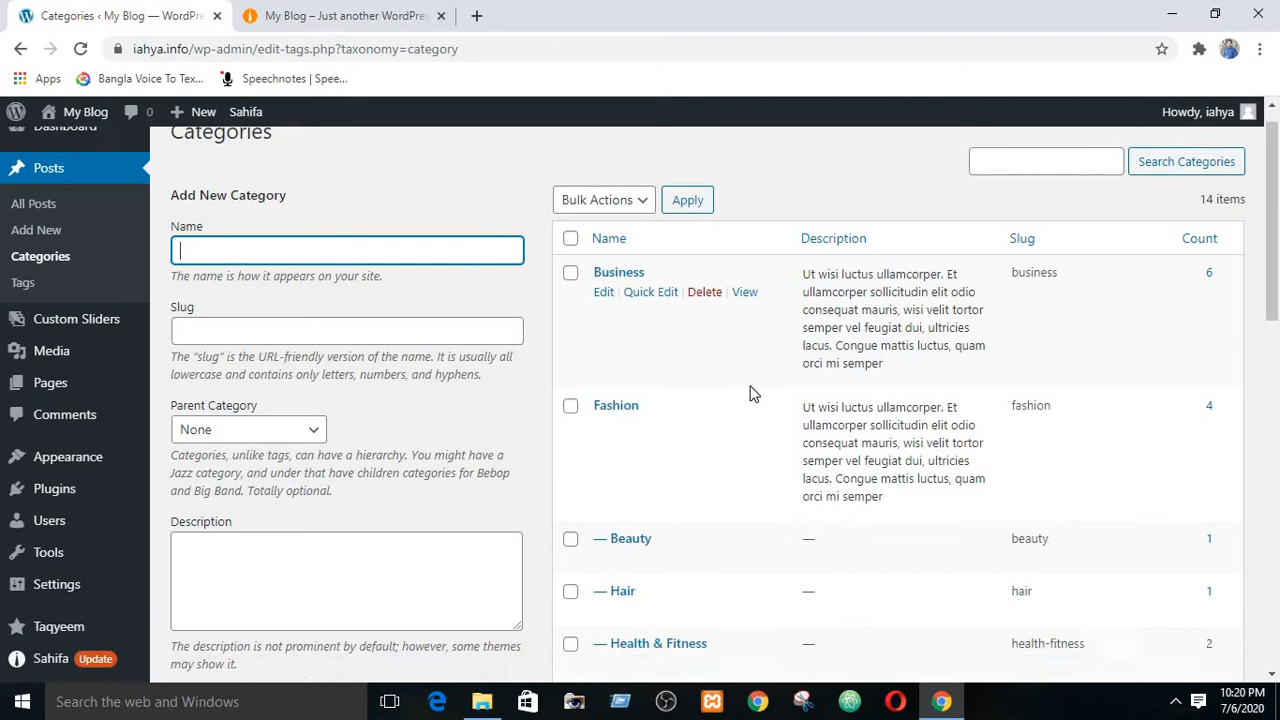 Categories ‹ My Blog — WordPre
My Blog – Just another WordPres
iahya.info/wp-admin/edit-tags.php?taxonomy=category
Apps
Bangla Voice To Tex...
Speechnotes | Spee...
My Blog
0
New
Sahifa
Howdy, iahya
Dashboard
Posts
All Posts
Add New
Categories
Tags
Custom Sliders
Media
Pages
Comments
Appearance
Plugins
Users
Tools
Settings
Taqyeem
Sahifa Update
Categories
Search Categories
Add New Category
Name
The name is how it appears on your site.
Slug
The “slug” is the URL-friendly version of the name. It is usually all
lowercase and contains only letters, numbers, and hyphens.
Parent Category
None
Categories, unlike tags, can have a hierarchy. You might have a
Jazz category, and under that have children categories for Bebop
and Big Band. Totally optional.
Description
The description is not prominent by default; however, some themes
may show it.
Bulk Actions
Apply
14 items
Name Description Slug Count
Business
Edit | Quick Edit | Delete | View
Ut wisi luctus ullamcorper. Et
ullamcorper sollicitudin elit odio
consequat mauris, wisi velit tortor
semper vel feugiat dui, ultricies
lacus. Congue mattis luctus, quam
orci mi semper
business
6
Fashion
Ut wisi luctus ullamcorper. Et
ullamcorper sollicitudin elit odio
consequat mauris, wisi velit tortor
semper vel feugiat dui, ultricies
lacus. Congue mattis luctus, quam
orci mi semper
fashion
4
— Beauty — beauty 1
— Hair — hair 1
— Health & Fitness — health-fitness 2
Search the web and Windows
10:20 PM
7/6/2020